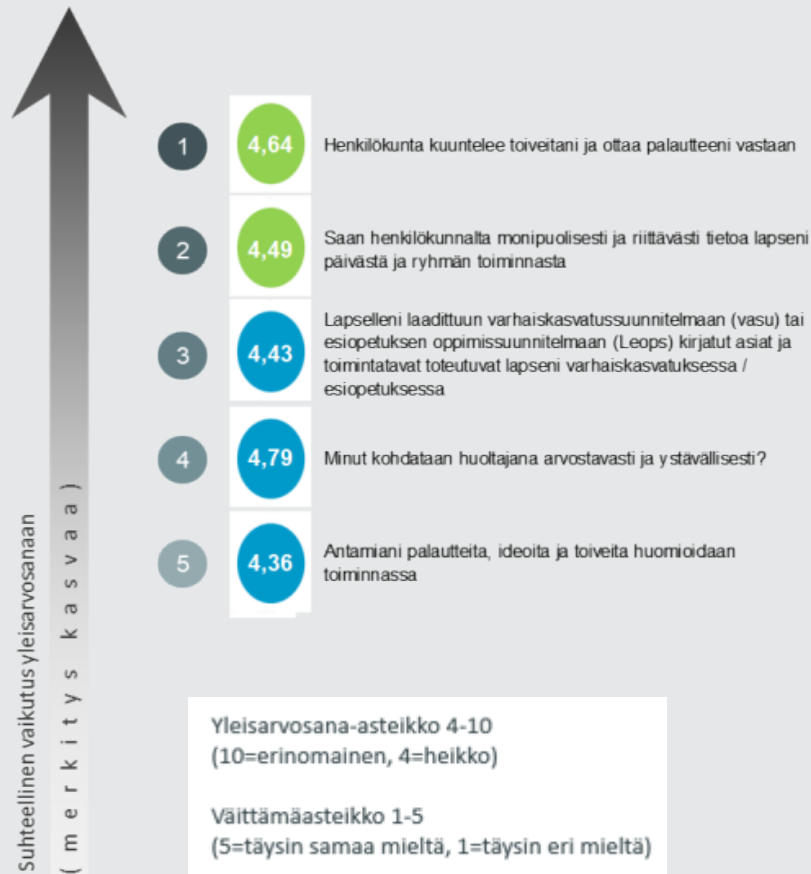 1
4,64
Henkilökunta kuuntelee toiveitani ja ottaa palautteeni vastaan
2
4,49
Saan henkilökunnalta monipuolisesti ja riittävästi tietoa lapseni
päivästä ja ryhmän toiminnasta
3
4,43
Lapselleni laadittuun varhaiskasvatussuunnitelmaan (vasu) tai
esiopetuksen oppimissuunnitelmaan (Leops) kirjatut asiat ja
toimintatavat toteutuvat lapseni varhaiskasvatuksessa /
esiopetuksessa
4
4,79
Minut kohdataan huoltajana arvostavasti ja ystävällisesti?
5
4,36
Antamiani palautteita, ideoita ja toiveita huomioidaan
toiminnassa
Suhteellinen vaikutus yleisarvosanaan
(merkitys kasvaa)
Yleisarvosana-asteikko 4-10
(10=erinomainen, 4=heikko)
Väittämäasteikko 1-5
(5=täysin samaa mieltä, 1=täysin eri mieltä)